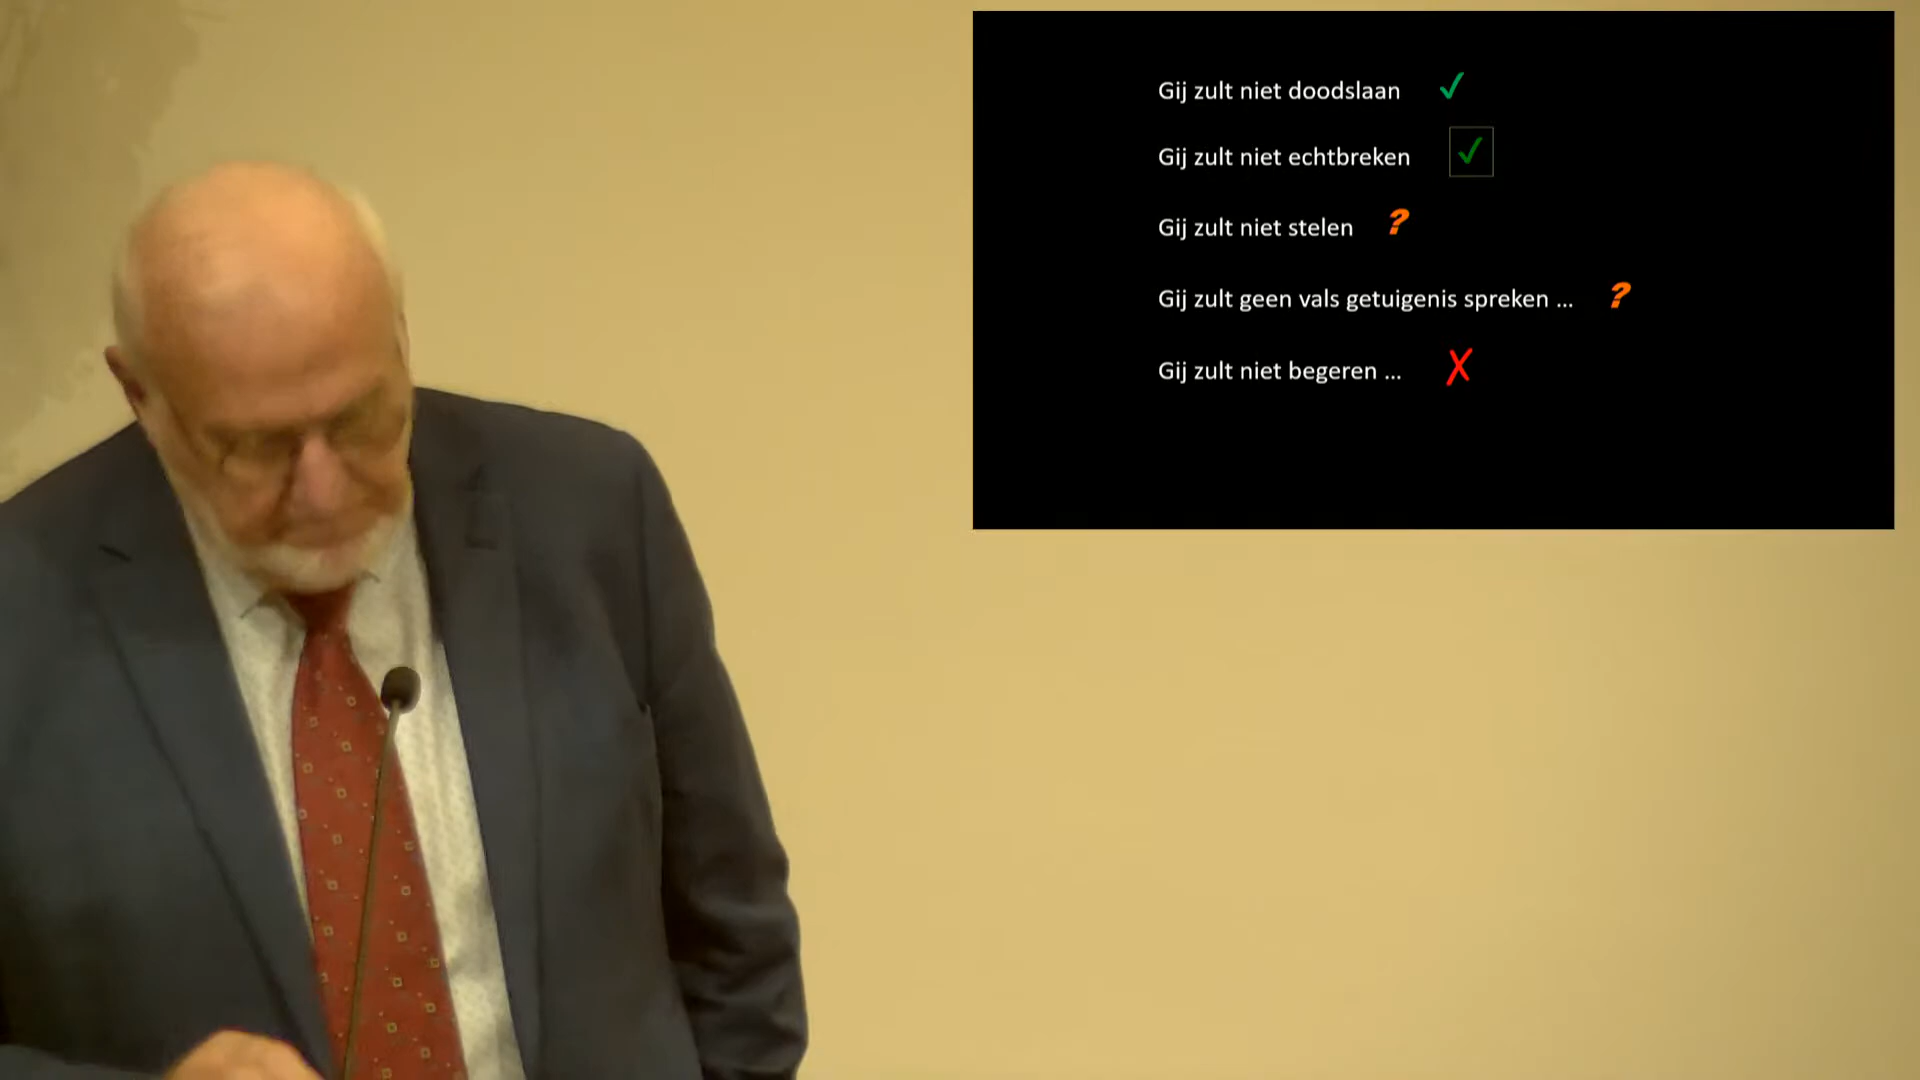 Gij zult niet doodslaan ✓
Gij zult niet echtbreken ✓
Gij zult niet stelen ?
Gij zult geen vals getuigenis spreken ... ?
Gij zult niet begeren ... X